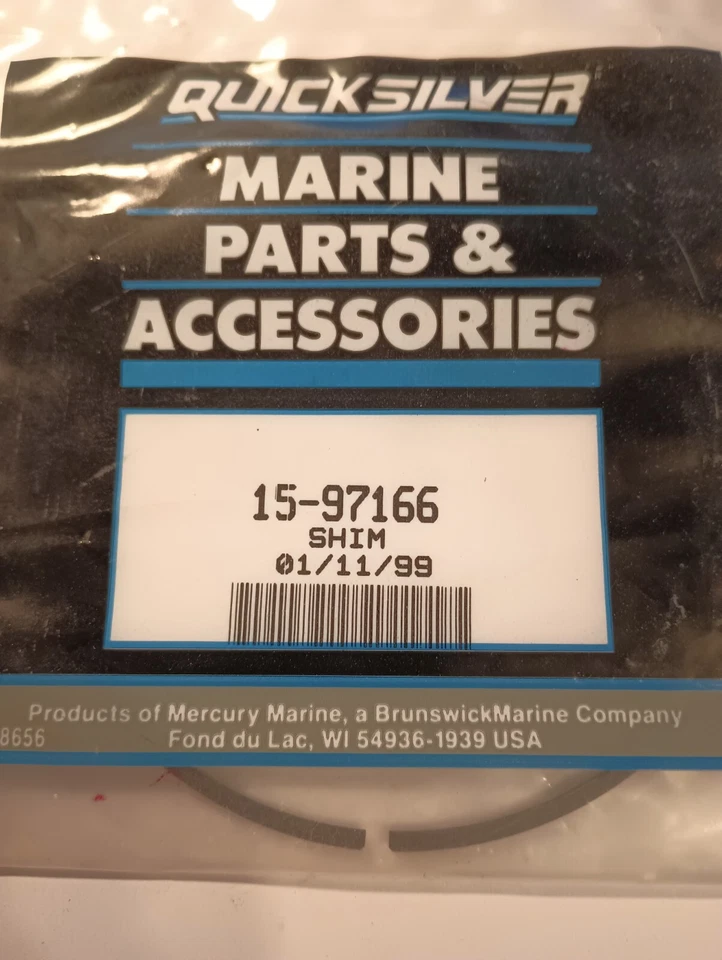 QUICKSILVER
MARINE
PARTS &
ACCESSORIES
15-97166
SHIM
01/11/99
Products of Mercury Marine, a BrunswickMarine Company
8656
Fond du Lac, WI 54936-1939 USA